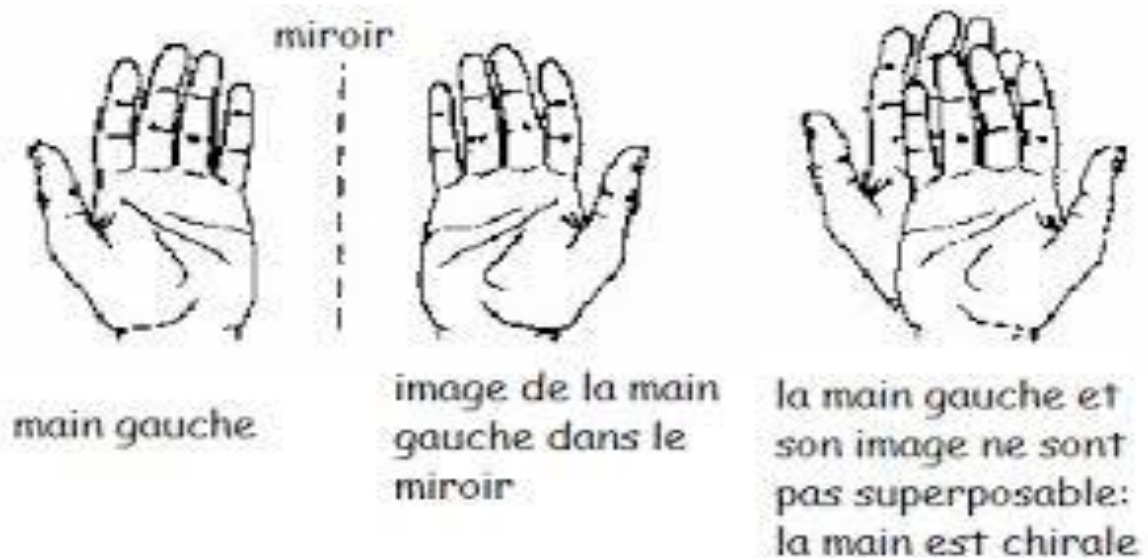 miroir
main gauche
image de la main
gauche dans le
miroir
la main gauche et
son image ne sont
pas superposable:
la main est chirale